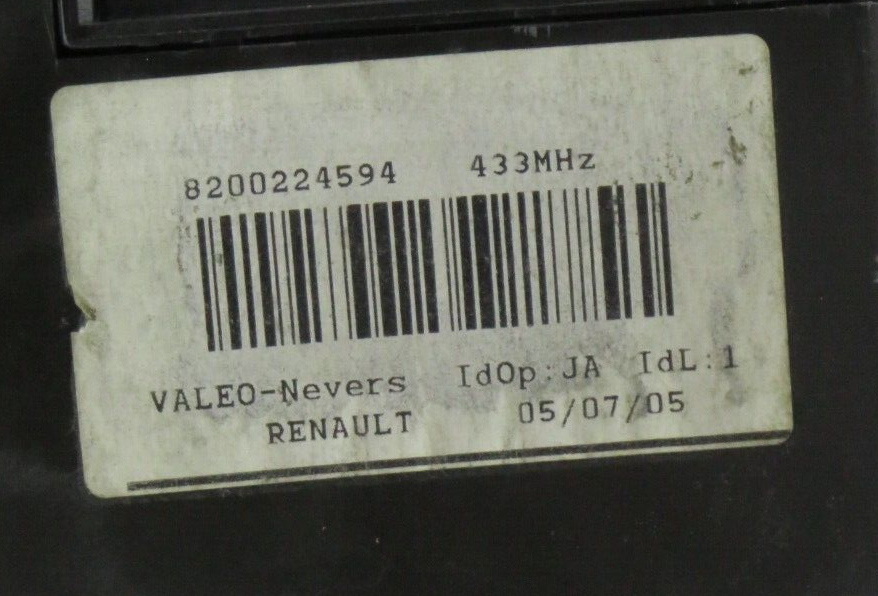 8200224594 433MHz
VALEO-Nevers IdOp:JA IdL:1
RENAULT 05/07/05